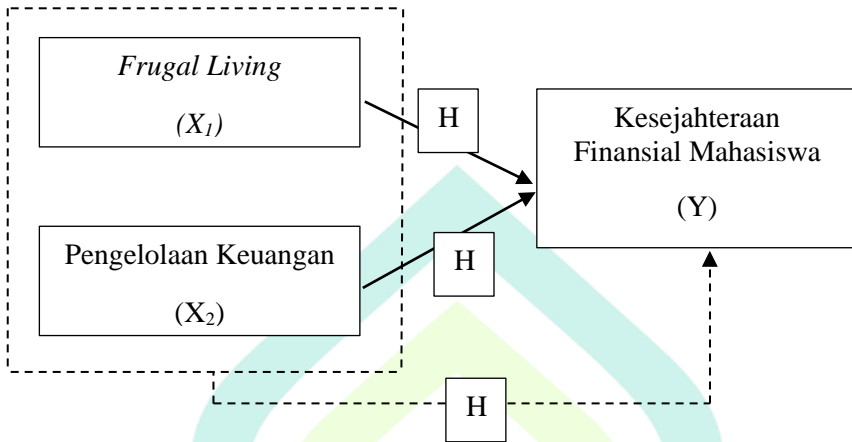 Frugal Living
(X₁)
H
Kesejahteraan
Finansial Mahasiswa
(Y)
Pengelolaan Keuangan
(X₂)
H
H